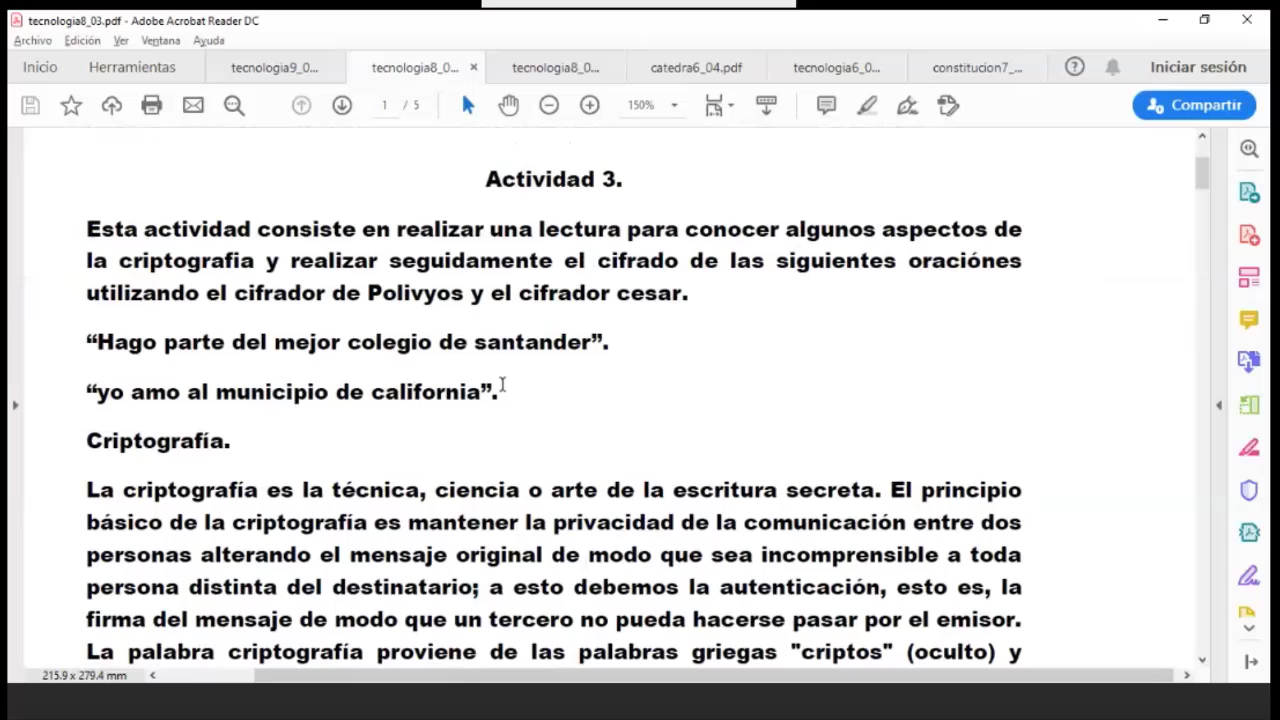 tecnologia8_03.pdf - Adobe Acrobat Reader DC
Archivo Edición Ver Ventana Ayuda
Inicio Herramientas tecnologia9_0... tecnologia8_0... tecnologia8_0... catedra6_04.pdf tecnologia6_0... constitucion7_... Iniciar sesión
1 / 5 150% Compartir
Actividad 3.
Esta actividad consiste en realizar una lectura para conocer algunos aspectos de
la criptografia y realizar seguidamente el cifrado de las siguientes oraciónes
utilizando el cifrador de Polivyos y el cifrador cesar.
“Hago parte del mejor colegio de santander”.
“yo amo al municipio de california”.
Criptografía.
La criptografía es la técnica, ciencia o arte de la escritura secreta. El principio
básico de la criptografía es mantener la privacidad de la comunicación entre dos
personas alterando el mensaje original de modo que sea incomprensible a toda
persona distinta del destinatario; a esto debemos la autenticación, esto es, la
firma del mensaje de modo que un tercero no pueda hacerse pasar por el emisor.
La palabra criptografía proviene de las palabras griegas "criptos" (oculto) y
215.9 x 279.4 mm